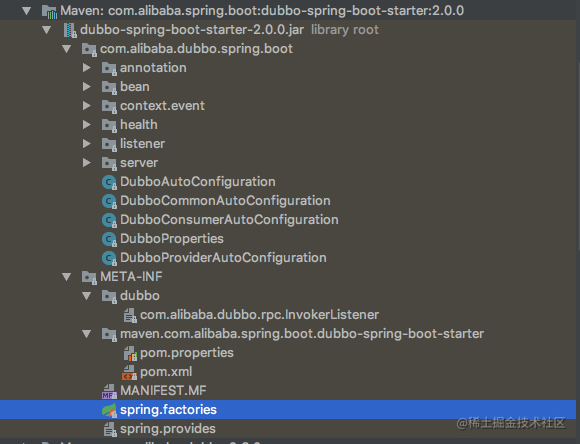 Maven: com.alibaba.spring.boot:dubbo-spring-boot-starter:2.0.0
dubbo-spring-boot-starter-2.0.0.jar library root
com.alibaba.dubbo.spring.boot
annotation
bean
context.event
health
listener
server
DubboAutoConfiguration
DubboCommonAutoConfiguration
DubboConsumerAutoConfiguration
DubboProperties
DubboProviderAutoConfiguration
META-INF
dubbo
com.alibaba.dubbo.rpc.InvokerListener
maven.com.alibaba.spring.boot.dubbo-spring-boot-starter
pom.properties
pom.xml
MANIFEST.MF
spring.factories
spring.provides
@稀土掘金技术社区